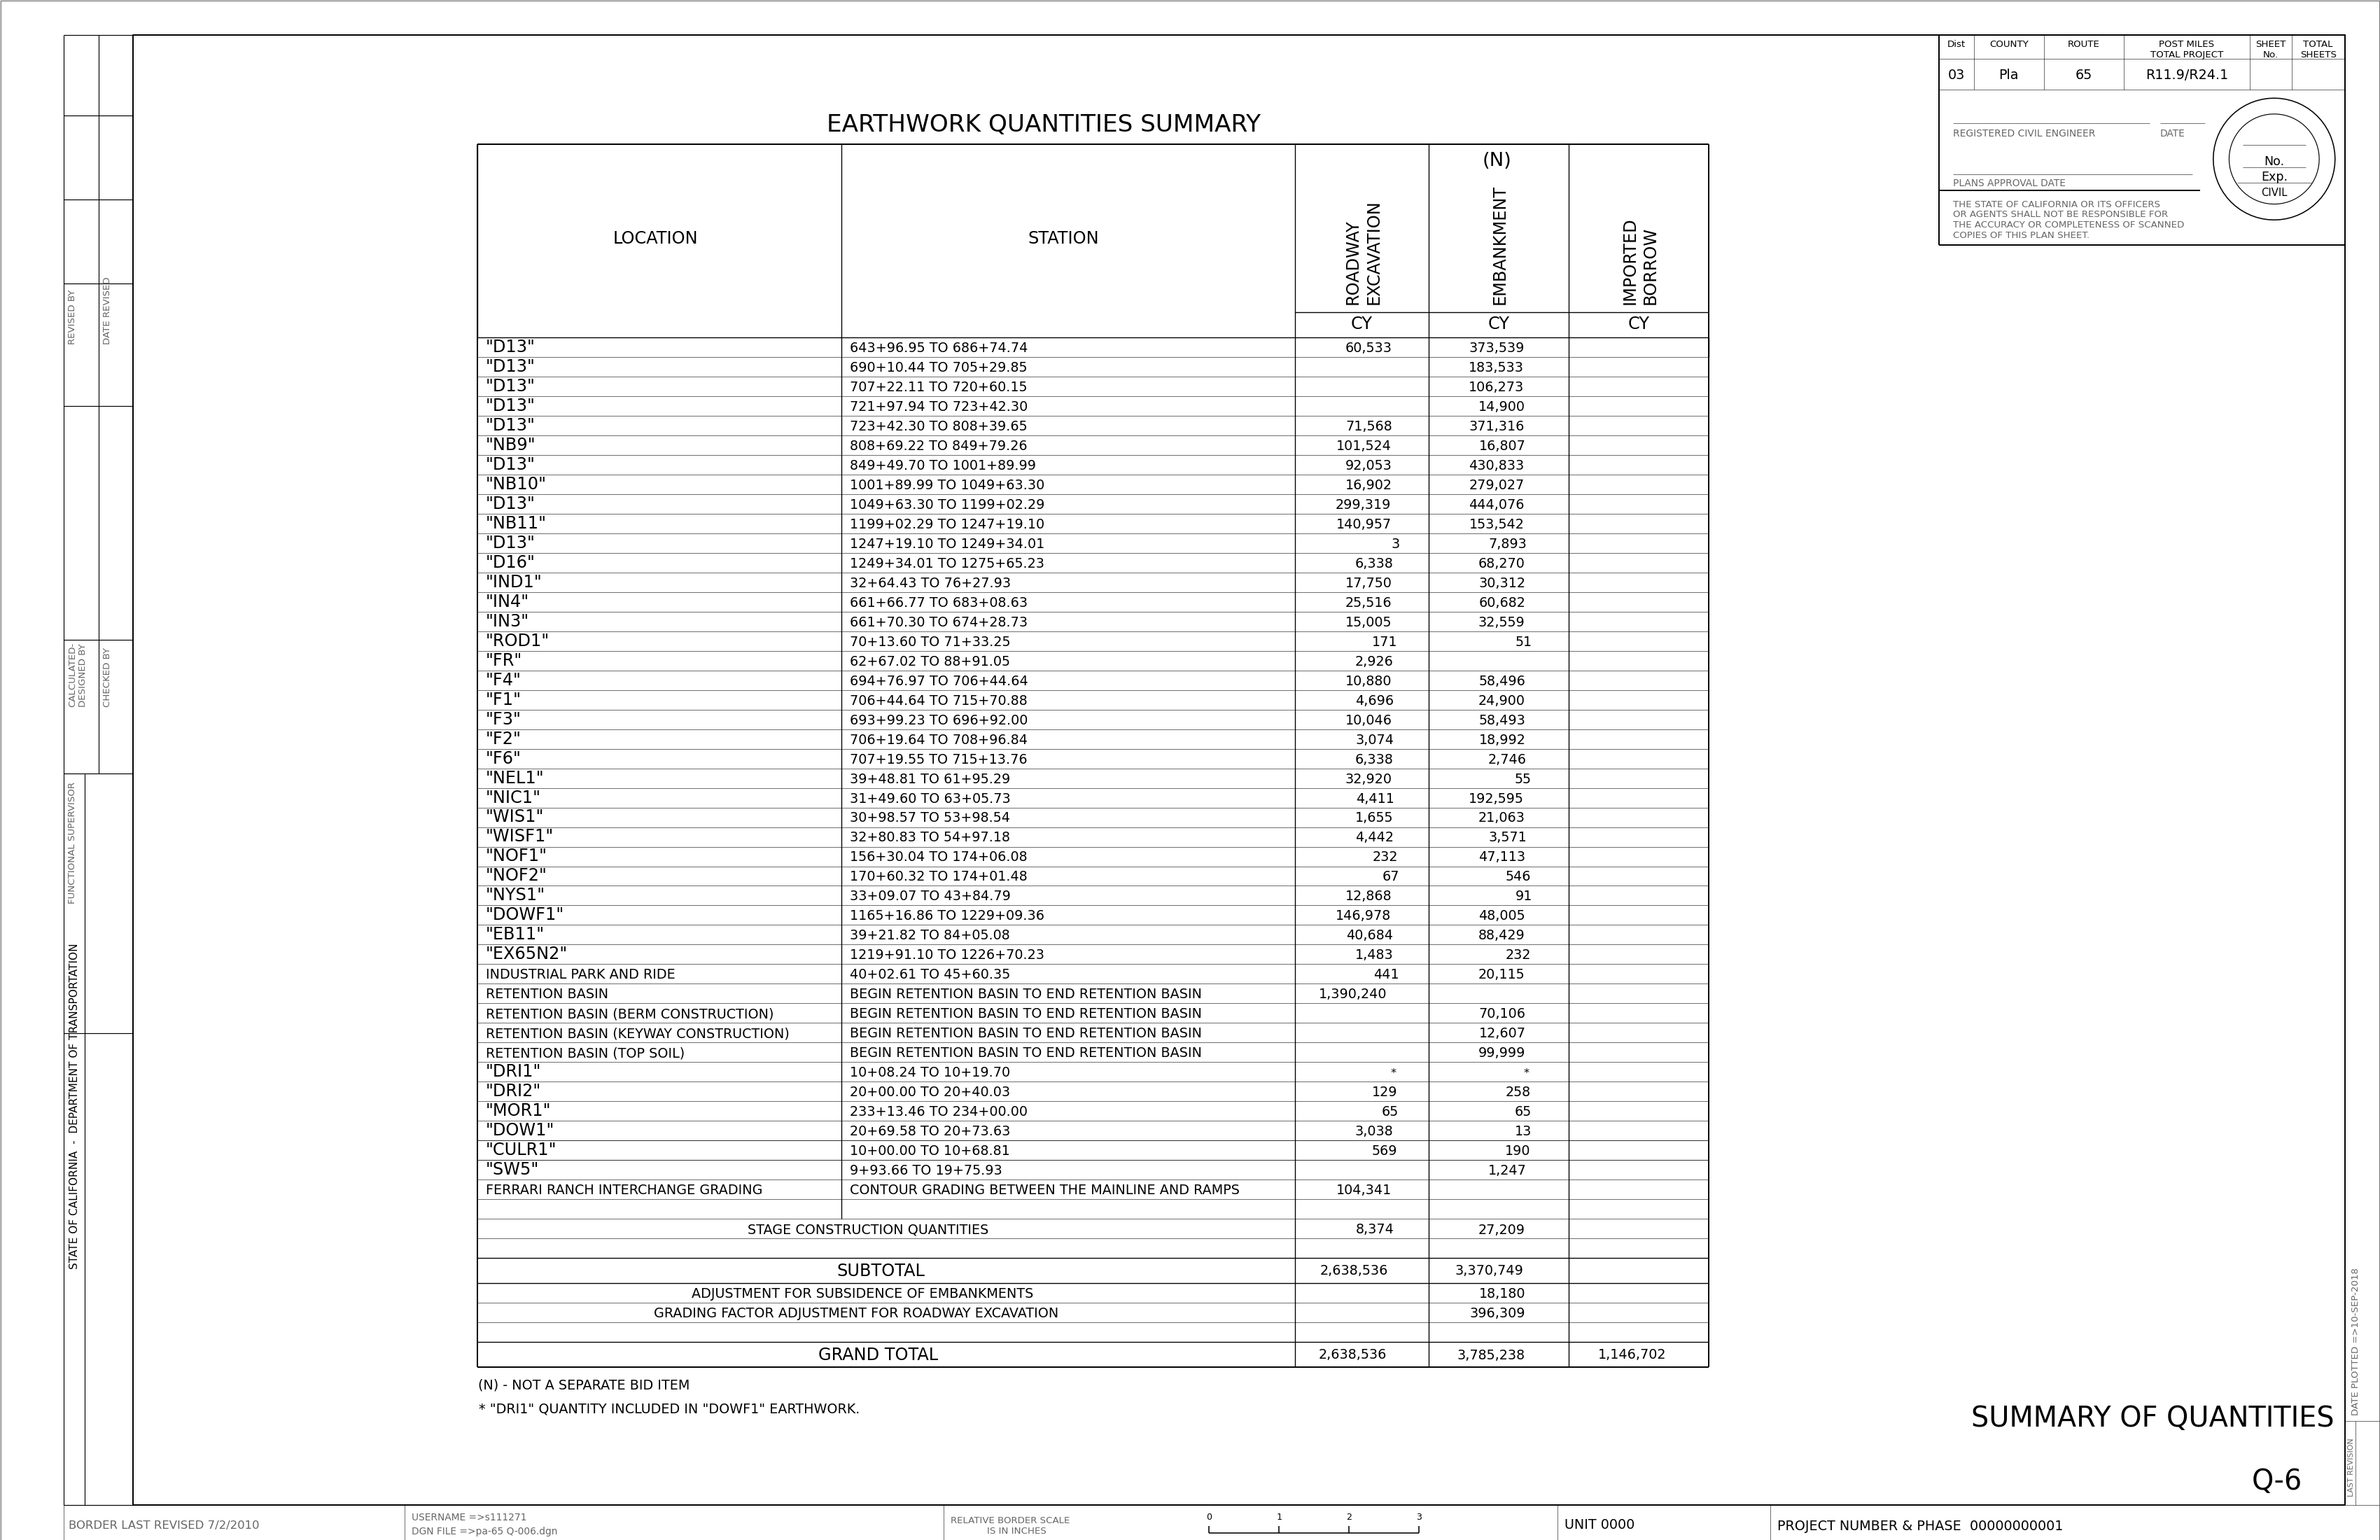 Dist COUNTY ROUTE POST MILES TOTAL PROJECT SHEET No. TOTAL SHEETS
03 Pla 65 R11.9/R24.1
REGISTERED CIVIL ENGINEER DATE
PLANS APPROVAL DATE
No.
Exp.
CIVIL
THE STATE OF CALIFORNIA OR ITS OFFICERS
OR AGENTS SHALL NOT BE RESPONSIBLE FOR
THE ACCURACY OR COMPLETENESS OF SCANNED
COPIES OF THIS PLAN SHEET.
REVISED BY
DATE REVISED
CALCULATED-
DESIGNED BY
CHECKED BY
FUNCTIONAL SUPERVISOR
STATE OF CALIFORNIA - DEPARTMENT OF TRANSPORTATION
EARTHWORK QUANTITIES SUMMARY
LOCATION STATION ROADWAY EXCAVATION (N) EMBANKMENT IMPORTED BORROW
CY CY CY
"D13" 643+96.95 TO 686+74.74 60,533 373,539
"D13" 690+10.44 TO 705+29.85 183,533
"D13" 707+22.11 TO 720+60.15 106,273
"D13" 721+97.94 TO 723+42.30 14,900
"D13" 723+42.30 TO 808+39.65 71,568 371,316
"NB9" 808+69.22 TO 849+79.26 101,524 16,807
"D13" 849+49.70 TO 1001+89.99 92,053 430,833
"NB10" 1001+89.99 TO 1049+63.30 16,902 279,027
"D13" 1049+63.30 TO 1199+02.29 299,319 444,076
"NB11" 1199+02.29 TO 1247+19.10 140,957 153,542
"D13" 1247+19.10 TO 1249+34.01 3 7,893
"D16" 1249+34.01 TO 1275+65.23 6,338 68,270
"IND1" 32+64.43 TO 76+27.93 17,750 30,312
"IN4" 661+66.77 TO 683+08.63 25,516 60,682
"IN3" 661+70.30 TO 674+28.73 15,005 32,559
"ROD1" 70+13.60 TO 71+33.25 171 51
"FR" 62+67.02 TO 88+91.05 2,926
"F4" 694+76.97 TO 706+44.64 10,880 58,496
"F1" 706+44.64 TO 715+70.88 4,696 24,900
"F3" 693+99.23 TO 696+92.00 10,046 58,493
"F2" 706+19.64 TO 708+96.84 3,074 18,992
"F6" 707+19.55 TO 715+13.76 6,338 2,746
"NEL1" 39+48.81 TO 61+95.29 32,920 55
"NIC1" 31+49.60 TO 63+05.73 4,411 192,595
"WIS1" 30+98.57 TO 53+98.54 1,655 21,063
"WISF1" 32+80.83 TO 54+97.18 4,442 3,571
"NOF1" 156+30.04 TO 174+06.08 232 47,113
"NOF2" 170+60.32 TO 174+01.48 67 546
"NYS1" 33+09.07 TO 43+84.79 12,868 91
"DOWF1" 1165+16.86 TO 1229+09.36 146,978 48,005
"EB11" 39+21.82 TO 84+05.08 40,684 88,429
"EX65N2" 1219+91.10 TO 1226+70.23 1,483 232
INDUSTRIAL PARK AND RIDE 40+02.61 TO 45+60.35 441 20,115
RETENTION BASIN BEGIN RETENTION BASIN TO END RETENTION BASIN 1,390,240
RETENTION BASIN (BERM CONSTRUCTION) BEGIN RETENTION BASIN TO END RETENTION BASIN 70,106
RETENTION BASIN (KEYWAY CONSTRUCTION) BEGIN RETENTION BASIN TO END RETENTION BASIN 12,607
RETENTION BASIN (TOP SOIL) BEGIN RETENTION BASIN TO END RETENTION BASIN 99,999
"DRI1" 10+08.24 TO 10+19.70 * *
"DRI2" 20+00.00 TO 20+40.03 129 258
"MOR1" 233+13.46 TO 234+00.00 65 65
"DOW1" 20+69.58 TO 20+73.63 3,038 13
"CULR1" 10+00.00 TO 10+68.81 569 190
"SW5" 9+93.66 TO 19+75.93 1,247
FERRARI RANCH INTERCHANGE GRADING CONTOUR GRADING BETWEEN THE MAINLINE AND RAMPS 104,341
STAGE CONSTRUCTION QUANTITIES 8,374 27,209
SUBTOTAL 2,638,536 3,370,749
ADJUSTMENT FOR SUBSIDENCE OF EMBANKMENTS 18,180
GRADING FACTOR ADJUSTMENT FOR ROADWAY EXCAVATION 396,309
GRAND TOTAL 2,638,536 3,785,238 1,146,702
(N) - NOT A SEPARATE BID ITEM
* "DRI1" QUANTITY INCLUDED IN "DOWF1" EARTHWORK.
SUMMARY OF QUANTITIES
Q-6
DATE PLOTTED =>10-SEP-2018
LAST REVISION
BORDER LAST REVISED 7/2/2010
USERNAME =>s111271
DGN FILE =>pa-65 Q-006.dgn
RELATIVE BORDER SCALE
IS IN INCHES
0 1 2 3
UNIT 0000
PROJECT NUMBER & PHASE 00000000001